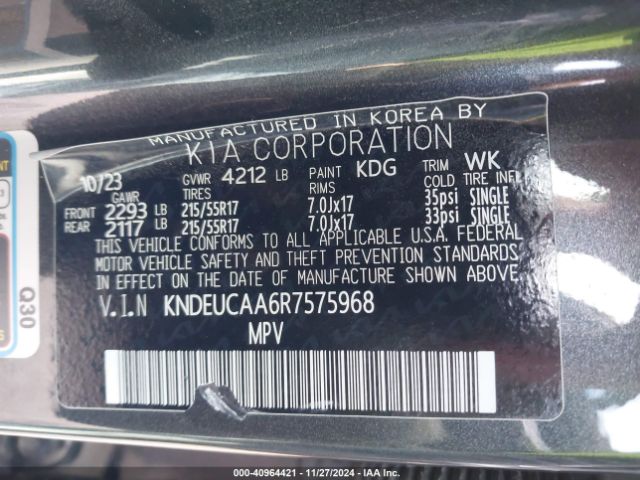 MANUFACTURED IN KOREA BY
KIA CORPORATION
10/23 GVWR 4212 LB PAINT KDG TRIM WK
GAWR TIRES RIMS COLD TIRE INFL
FRONT 2293 LB 215/55R17 7.0Jx17 35psi SINGLE
REAR 2117 LB 215/55R17 7.0Jx17 33psi SINGLE
THIS VEHICLE CONFORMS TO ALL APPLICABLE U.S.A. FEDERAL
MOTOR VEHICLE SAFETY AND THEFT PREVENTION STANDARDS
IN EFFECT ON THE DATE OF MANUFACTURE SHOWN ABOVE
V.I.N KNDEUCAA6R7575968
MPV
Q30
000-40964421 - 11/27/2024 - IAA Inc.